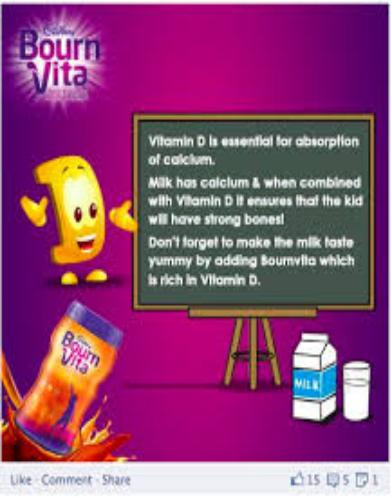 Cadbury
Bourn
Vita
Vitamin D is essential for absorption
of calcium.
Milk has calcium & when combined
with Vitamin D it ensures that the kid
will have strong bones!
Don't forget to make the milk taste
yummy by adding Bournvita which
is rich in Vitamin D.
Bourn
Vita
MILK
Like · Comment · Share
15 5 1